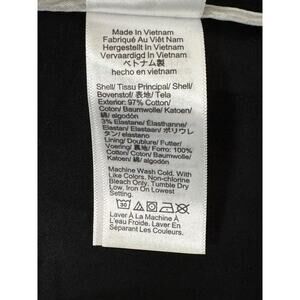 Made In Vietnam
Fabriqué Au Viêt Nam
Hergestellt In Vietnam
Vervaardigd In Vietnam
ベトナム製
hecho en vietnam
Shell/ Tissu Principal/ Shell/
Bovenstof/ 表地/ Tela
Exterior: 97% Cotton/
Coton/ Baumwolle/ Katoen/
綿/ algodón
3% Elastane/ Élasthanne/
Elastan/ Elastaan/ ポリウレ
タン/ elastano
Lining/ Doublure/ Futter/
Voering/ 裏地/ Forro: 100%
Cotton/ Coton/ Baumwolle/
Katoen/ 綿/ algodón
Machine Wash Cold. With
Like Colors. Non-chlorine
Bleach Only. Tumble Dry
Low. Iron On Lowest
Setting.
30
Laver À La Machine À
L'eau Froide. Laver En
Séparant Les Couleurs.